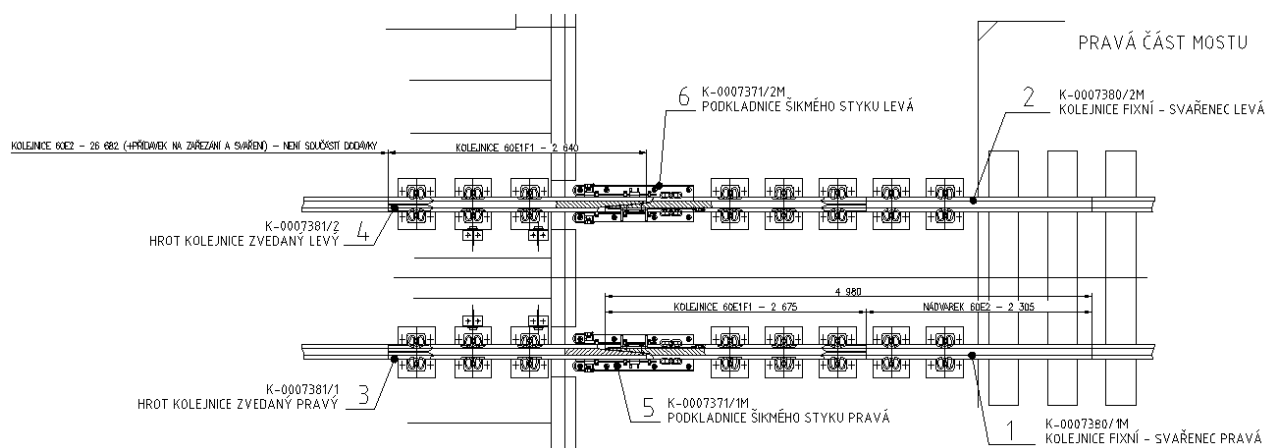 PRAVÁ ČÁST MOSTU
6 K-0007371/2M
PODKLADNICE ŠIKMÉHO STYKU LEVÁ
2 K-0007380/2M
KOLEJNICE FIXNÍ - SVAŘENEC LEVÁ
KOLEJNICE 60E2 - 26 682 (+PŘÍDAVEK NA ZAŘEZÁNÍ A SVAŘENÍ) - NENÍ SOUČÁSTÍ DODÁVKY
KOLEJNICE 60E1F1 - 2 640
K-0007381/2
HROT KOLEJNICE ZVEDANÝ LEVÝ 4
4 980
KOLEJNICE 60E1F1 - 2 675
NÁDVAREK 60E2 - 2 305
K-0007381/1
HROT KOLEJNICE ZVEDANÝ PRAVÝ 3
5 K-0007371/1M
PODKLADNICE ŠIKMÉHO STYKU PRAVÁ
1 K-0007380/1M
KOLEJNICE FIXNÍ - SVAŘENEC PRAVÁ